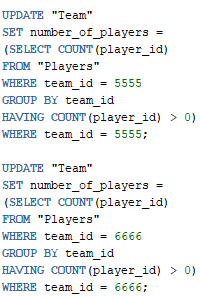 UPDATE "Team"
SET number_of_players =
(SELECT COUNT(player_id)
FROM "Players"
WHERE team_id = 5555
GROUP BY team_id
HAVING COUNT(player_id) > 0)
WHERE team_id = 5555;

UPDATE "Team"
SET number_of_players =
(SELECT COUNT(player_id)
FROM "Players"
WHERE team_id = 6666
GROUP BY team_id
HAVING COUNT(player_id) > 0)
WHERE team_id = 6666;